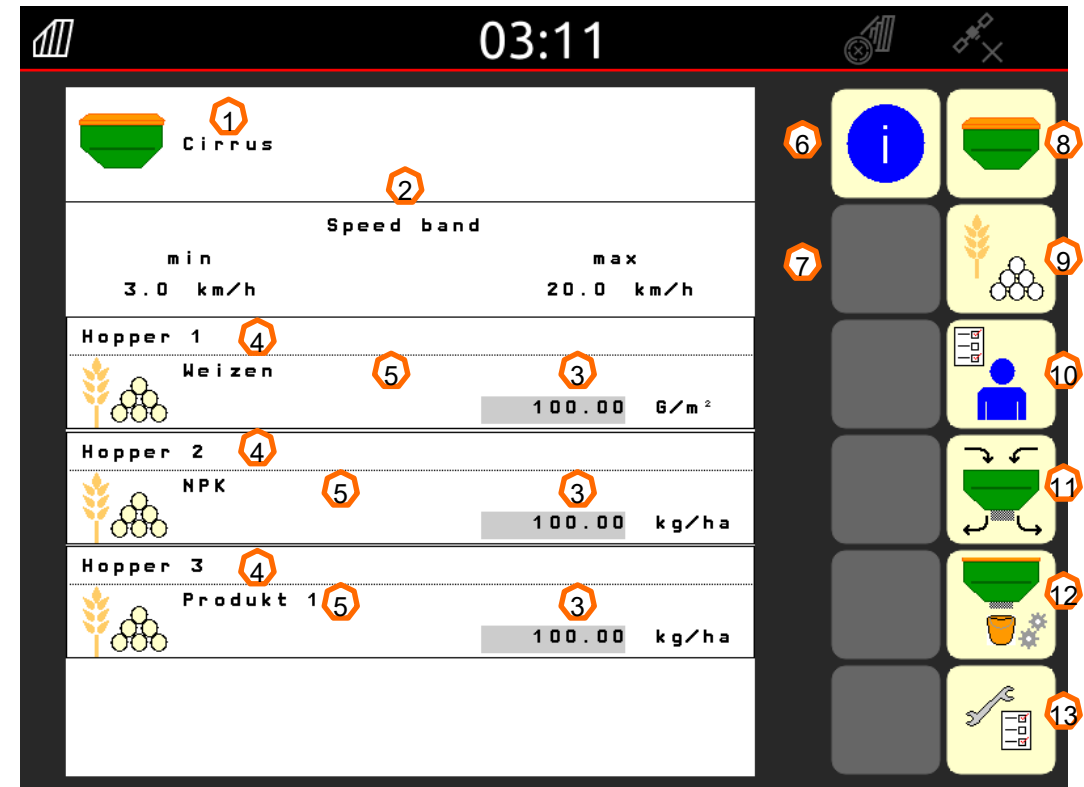 03:11
1
Cirrus
2
Speed band
min max
3.0 km/h 20.0 km/h
Hopper 1 4
Weizen 5 3
100.00 G/m²
Hopper 2 4
NPK 5 3
100.00 kg/ha
Hopper 3 4
Produkt 1 5 3
100.00 kg/ha
6 i 8
7 9
10
11
12
13